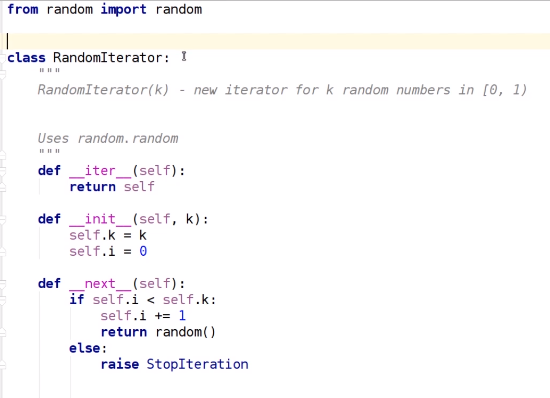 from random import random
class RandomIterator:
    """
    RandomIterator(k) - new iterator for k random numbers in [0, 1)
    Uses random.random
    """
    def __iter__(self):
        return self
    def __init__(self, k):
        self.k = k
        self.i = 0
    def __next__(self):
        if self.i < self.k:
            self.i += 1
            return random()
        else:
            raise StopIteration